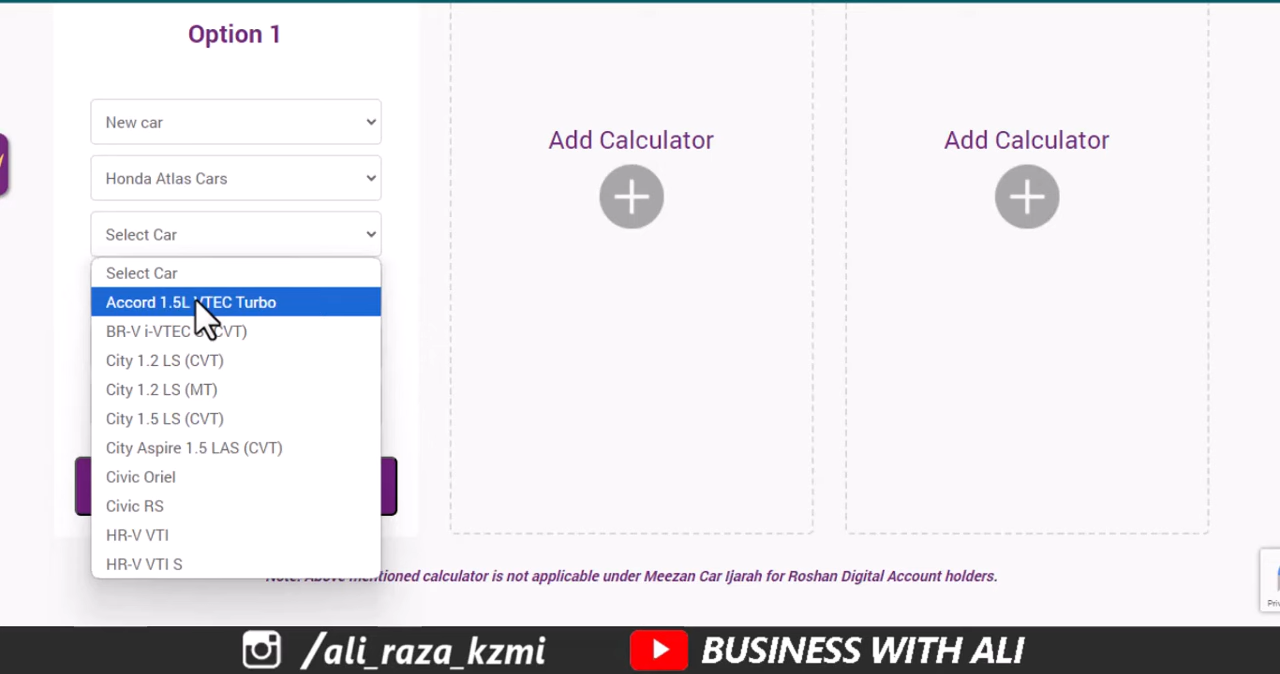 Option 1
New car
Honda Atlas Cars
Select Car
Select Car
Accord 1.5L VTEC Turbo
BR-V i-VTEC (CVT)
City 1.2 LS (CVT)
City 1.2 LS (MT)
City 1.5 LS (CVT)
City Aspire 1.5 LAS (CVT)
Civic Oriel
Civic RS
HR-V VTI
HR-V VTI S
Add Calculator
Add Calculator
Note: Above mentioned calculator is not applicable under Meezan Car Ijarah for Roshan Digital Account holders.
/ali_raza_kzmi
BUSINESS WITH ALI